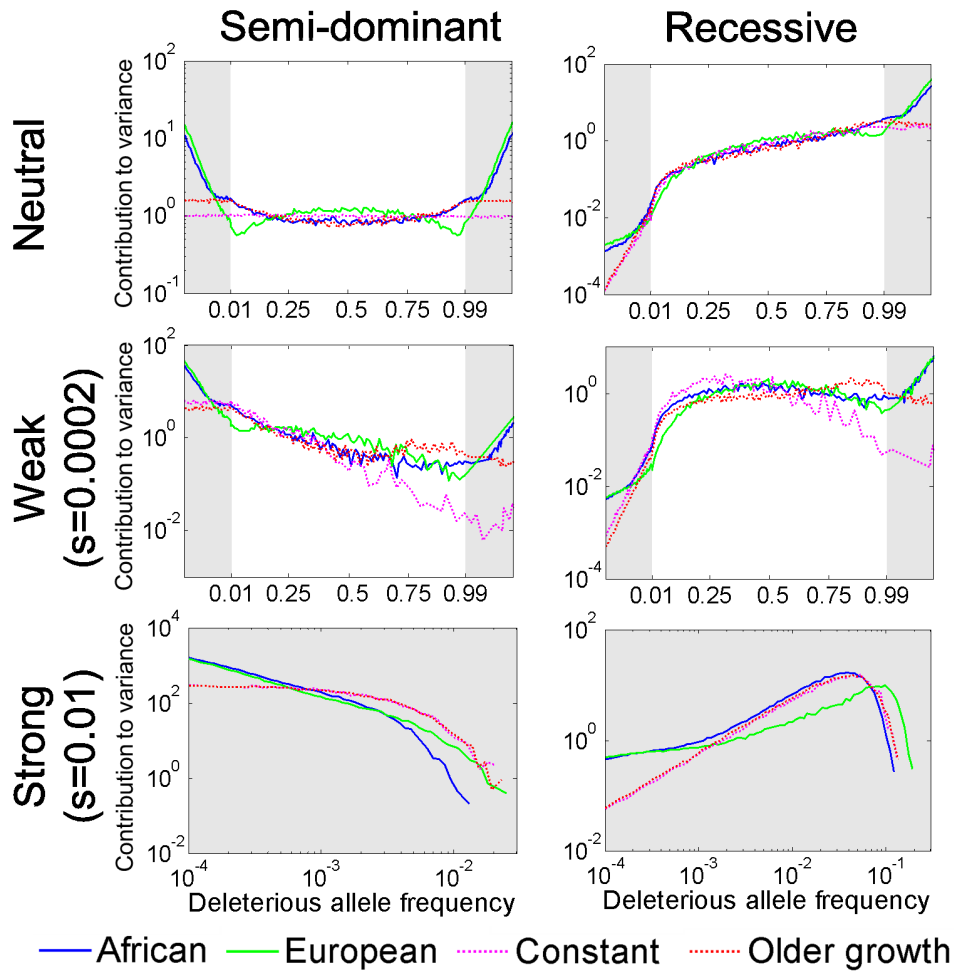 Semi-dominant
Recessive
Neutral
Contribution to variance
10^2
10^1
10^0
10^-1
0.01 0.25 0.5 0.75 0.99
10^2
10^0
10^-2
10^-4
0.01 0.25 0.5 0.75 0.99
Weak
(s=0.0002)
Contribution to variance
10^2
10^0
10^-2
0.01 0.25 0.5 0.75 0.99
10^0
10^-2
10^-4
0.01 0.25 0.5 0.75 0.99
Strong
(s=0.01)
Contribution to variance
10^4
10^2
10^0
10^-2
10^-4 10^-3 10^-2
Deleterious allele frequency
10^2
10^0
10^-2
10^-4 10^-3 10^-2 10^-1
Deleterious allele frequency
African European Constant Older growth